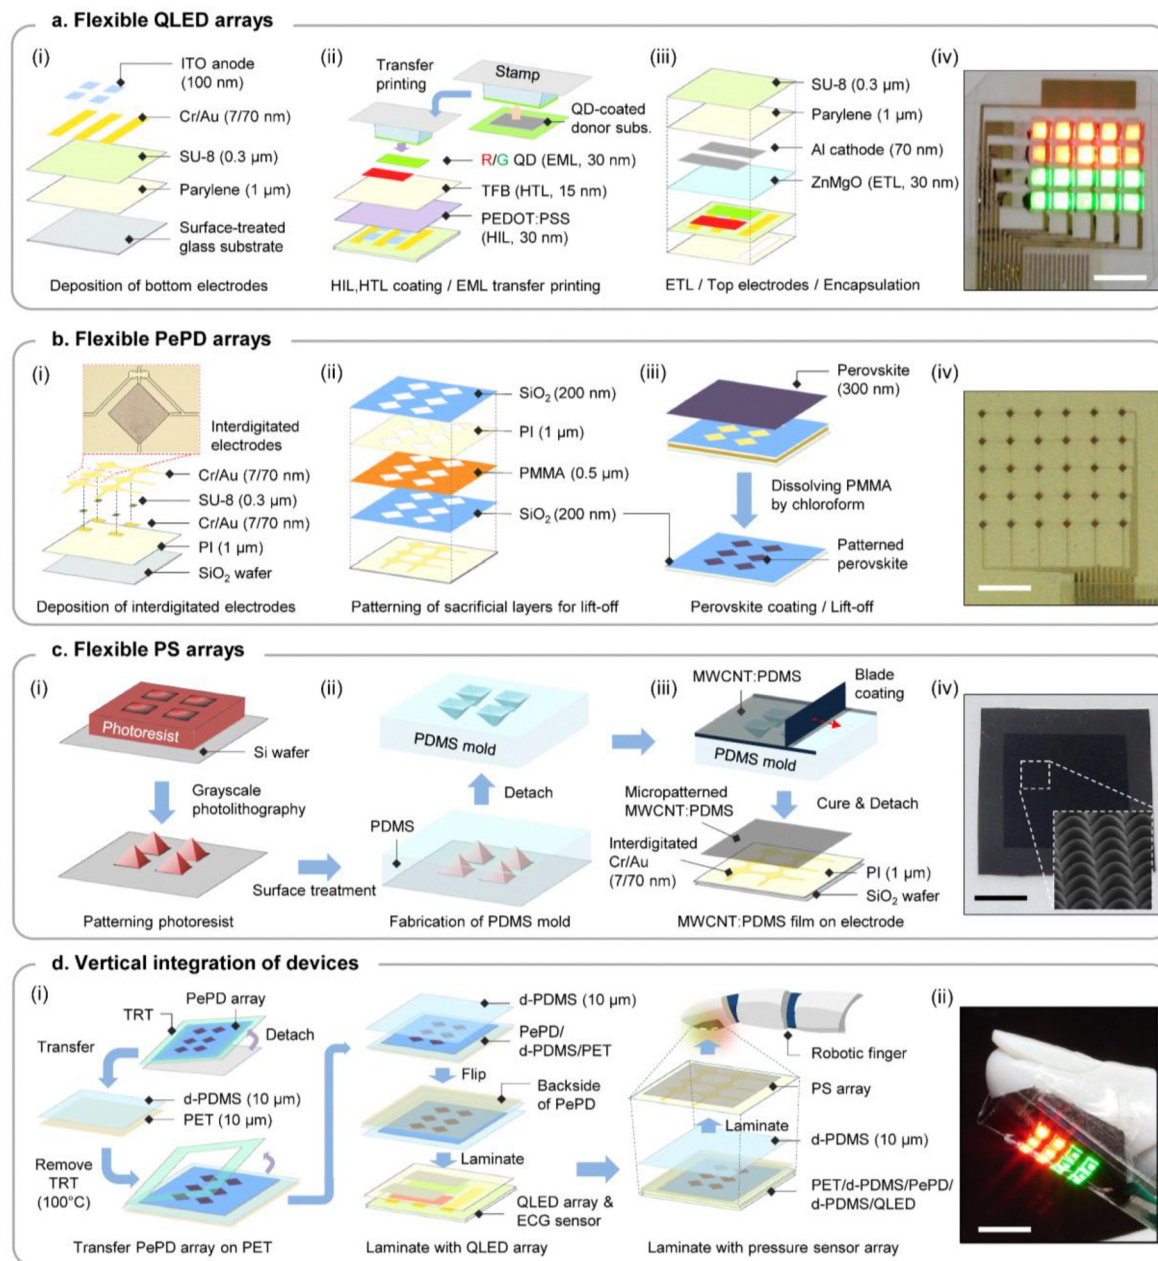 a. Flexible QLED arrays
(i)
ITO anode
(100 nm)
Cr/Au (7/70 nm)
SU-8 (0.3 µm)
Parylene (1 µm)
Surface-treated
glass substrate
Deposition of bottom electrodes
(ii)
Transfer
printing
Stamp
QD-coated
donor subs.
R/G QD (EML, 30 nm)
TFB (HTL, 15 nm)
PEDOT:PSS
(HIL, 30 nm)
HIL,HTL coating / EML transfer printing
(iii)
SU-8 (0.3 µm)
Parylene (1 µm)
Al cathode (70 nm)
ZnMgO (ETL, 30 nm)
ETL / Top electrodes / Encapsulation
(iv)
b. Flexible PePD arrays
(i)
Interdigitated
electrodes
Cr/Au (7/70 nm)
SU-8 (0.3 µm)
Cr/Au (7/70 nm)
PI (1 µm)
SiO2 wafer
Deposition of interdigitated electrodes
(ii)
SiO2 (200 nm)
PI (1 µm)
PMMA (0.5 µm)
SiO2 (200 nm)
Patterning of sacrificial layers for lift-off
(iii)
Perovskite
(300 nm)
Dissolving PMMA
by chloroform
Patterned
perovskite
Perovskite coating / Lift-off
(iv)
c. Flexible PS arrays
(i)
Photoresist
Si wafer
Grayscale
photolithography
Patterning photoresist
Surface treatment
(ii)
PDMS mold
Detach
PDMS
Fabrication of PDMS mold
(iii)
MWCNT:PDMS
Blade
coating
PDMS mold
Micropatterned
MWCNT:PDMS
Cure & Detach
Interdigitated
Cr/Au
(7/70 nm)
PI (1 µm)
SiO2 wafer
MWCNT:PDMS film on electrode
(iv)
d. Vertical integration of devices
(i)
PePD array
TRT
Detach
Transfer
d-PDMS (10 µm)
PET (10 µm)
Remove
TRT
(100°C)
Transfer PePD array on PET
d-PDMS (10 µm)
PePD/
d-PDMS/PET
Flip
Backside
of PePD
Laminate
QLED array &
ECG sensor
Laminate with QLED array
Robotic finger
PS array
Laminate
d-PDMS (10 µm)
PET/d-PDMS/PePD/
d-PDMS/QLED
Laminate with pressure sensor array
(ii)